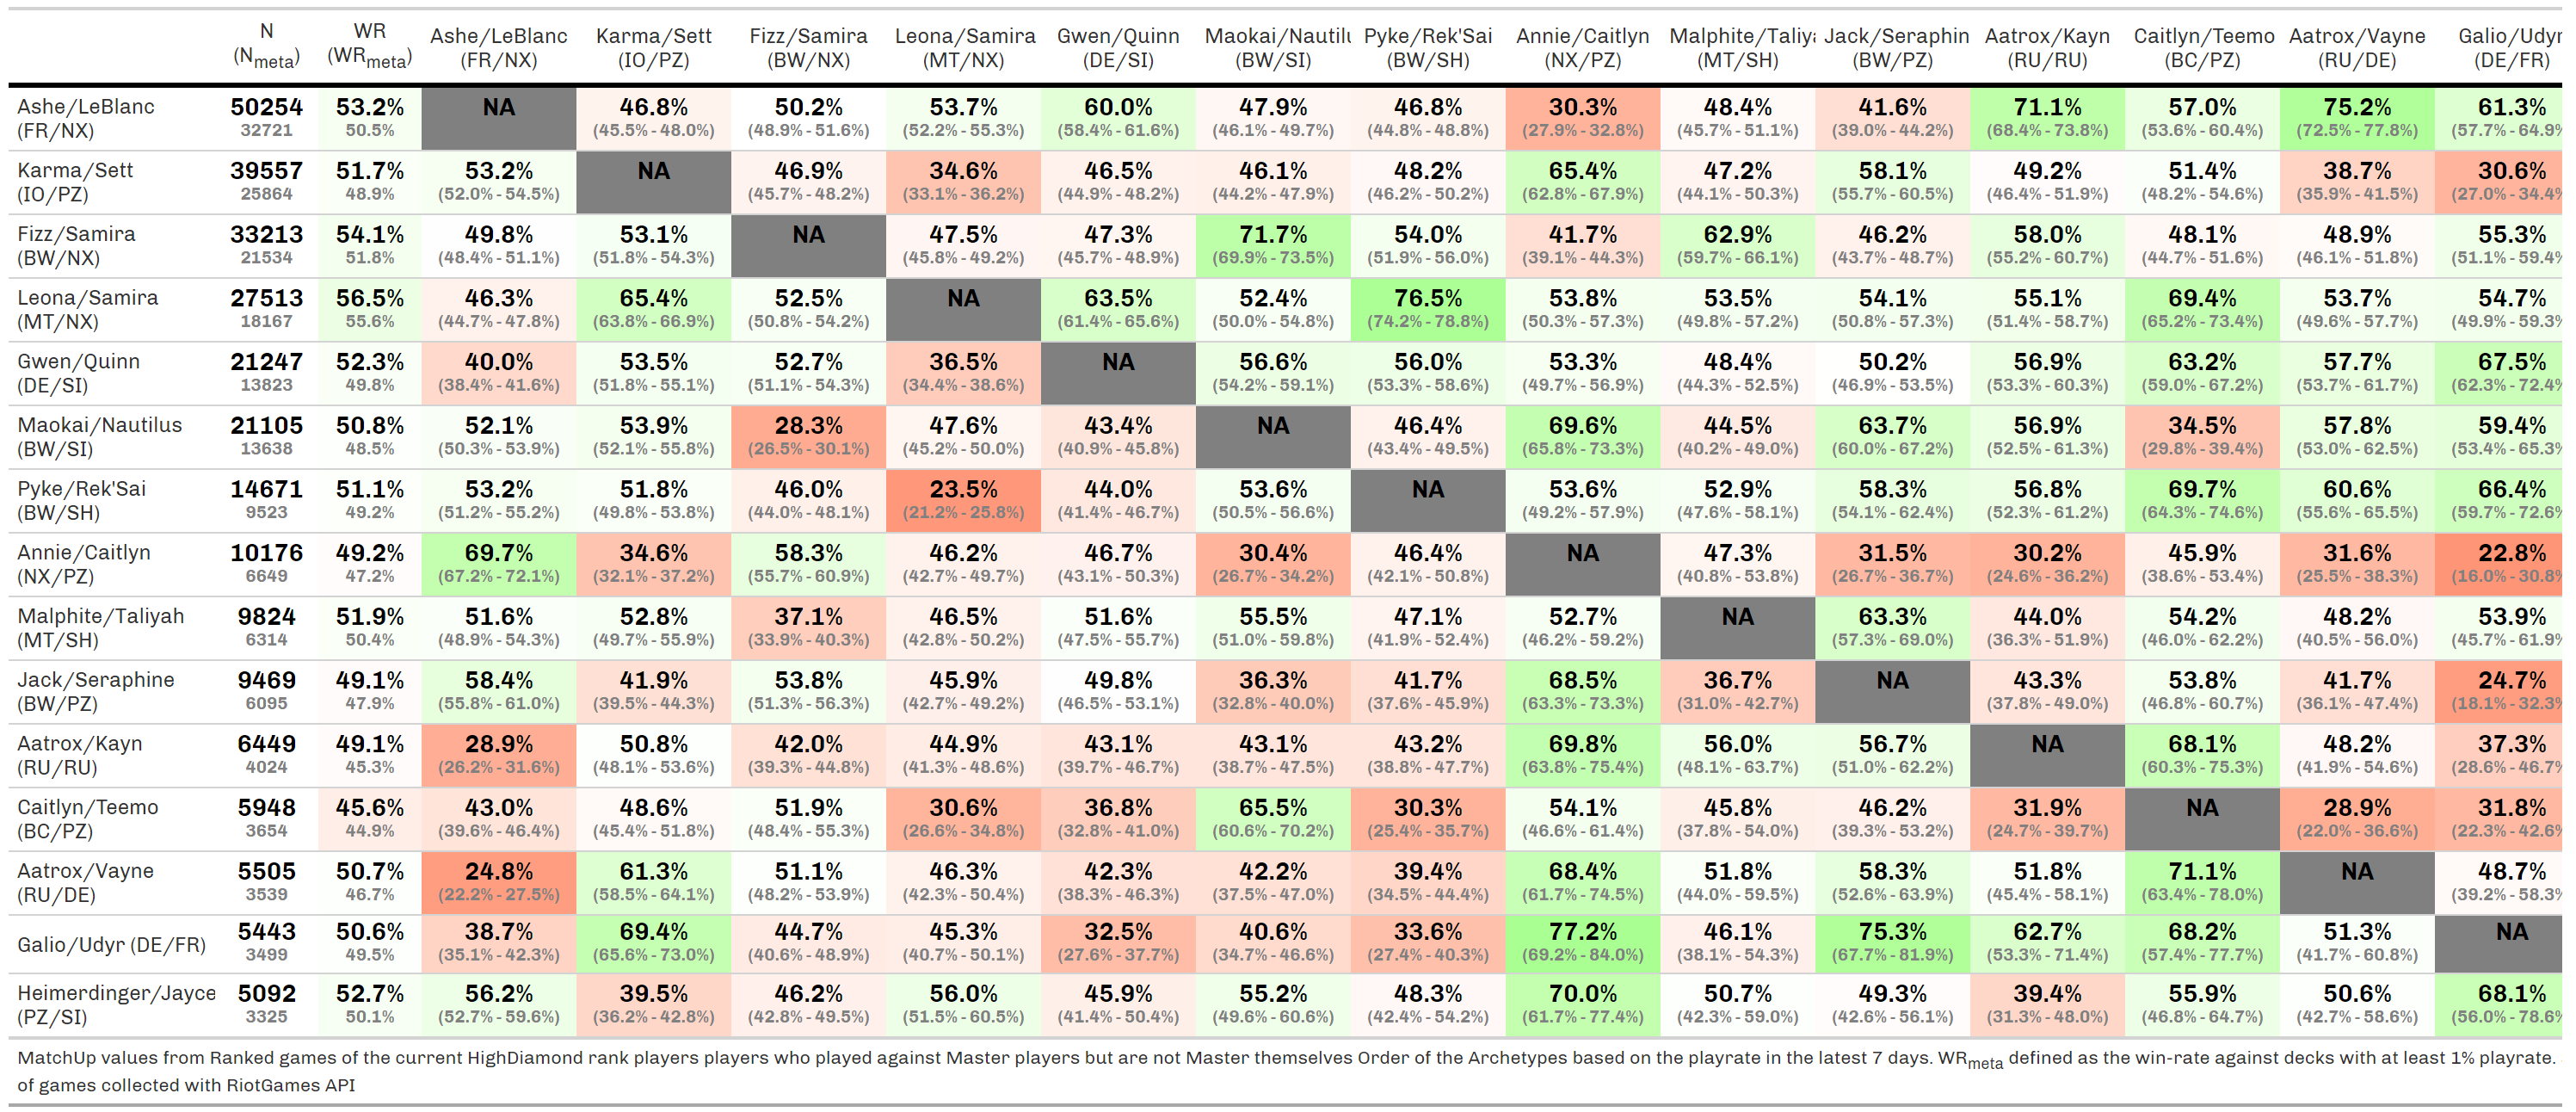 N WR Ashe/LeBlanc Karma/Sett Fizz/Samira Leona/Samira Gwen/Quinn Maokai/Nautilu Pyke/Rek'Sai Annie/Caitlyn Malphite/Taliya Jack/Seraphin Aatrox/Kayn Caitlyn/Teemo Aatrox/Vayne Galio/Udyr
(Nmeta) (WRmeta) (FR/NX) (IO/PZ) (BW/NX) (MT/NX) (DE/SI) (BW/SI) (BW/SH) (NX/PZ) (MT/SH) (BW/PZ) (RU/RU) (BC/PZ) (RU/DE) (DE/FR)
Ashe/LeBlanc 50254 53.2% NA 46.8% 50.2% 53.7% 60.0% 47.9% 46.8% 30.3% 48.4% 41.6% 71.1% 57.0% 75.2% 61.3%
(FR/NX) 32721 50.5% (45.5% - 48.0%) (48.9% - 51.6%) (52.2% - 55.3%) (58.4% - 61.6%) (46.1% - 49.7%) (44.8% - 48.8%) (27.9% - 32.8%) (45.7% - 51.1%) (39.0% - 44.2%) (68.4% - 73.8%) (53.6% - 60.4%) (72.5% - 77.8%) (57.7% - 64.9%
Karma/Sett 39557 51.7% 53.2% NA 46.9% 34.6% 46.5% 46.1% 48.2% 65.4% 47.2% 58.1% 49.2% 51.4% 38.7% 30.6%
(IO/PZ) 25864 48.9% (52.0% - 54.5%) (45.7% - 48.2%) (33.1% - 36.2%) (44.9% - 48.2%) (44.2% - 47.9%) (46.2% - 50.2%) (62.8% - 67.9%) (44.1% - 50.3%) (55.7% - 60.5%) (46.4% - 51.9%) (48.2% - 54.6%) (35.9% - 41.5%) (27.0% - 34.4%
Fizz/Samira 33213 54.1% 49.8% 53.1% NA 47.5% 47.3% 71.7% 54.0% 41.7% 62.9% 46.2% 58.0% 48.1% 48.9% 55.3%
(BW/NX) 21534 51.8% (48.4% - 51.1%) (51.8% - 54.3%) (45.8% - 49.2%) (45.7% - 48.9%) (69.9% - 73.5%) (51.9% - 56.0%) (39.1% - 44.3%) (59.7% - 66.1%) (43.7% - 48.7%) (55.2% - 60.7%) (44.7% - 51.6%) (46.1% - 51.8%) (51.1% - 59.4%
Leona/Samira 27513 56.5% 46.3% 65.4% 52.5% NA 63.5% 52.4% 76.5% 53.8% 53.5% 54.1% 55.1% 69.4% 53.7% 54.7%
(MT/NX) 18167 55.6% (44.7% - 47.8%) (63.8% - 66.9%) (50.8% - 54.2%) (61.4% - 65.6%) (50.0% - 54.8%) (74.2% - 78.8%) (50.3% - 57.3%) (49.8% - 57.2%) (50.8% - 57.3%) (51.4% - 58.7%) (65.2% - 73.4%) (49.6% - 57.7%) (49.9% - 59.3%
Gwen/Quinn 21247 52.3% 40.0% 53.5% 52.7% 36.5% NA 56.6% 56.0% 53.3% 48.4% 50.2% 56.9% 63.2% 57.7% 67.5%
(DE/SI) 13823 49.8% (38.4% - 41.6%) (51.8% - 55.1%) (51.1% - 54.3%) (34.4% - 38.6%) (54.2% - 59.1%) (53.3% - 58.6%) (49.7% - 56.9%) (44.3% - 52.5%) (46.9% - 53.5%) (53.3% - 60.3%) (59.0% - 67.2%) (53.7% - 61.7%) (62.3% - 72.4%
Maokai/Nautilus 21105 50.8% 52.1% 53.9% 28.3% 47.6% 43.4% NA 46.4% 69.6% 44.5% 63.7% 56.9% 34.5% 57.8% 59.4%
(BW/SI) 13638 48.5% (50.3% - 53.9%) (52.1% - 55.8%) (26.5% - 30.1%) (45.2% - 50.0%) (40.9% - 45.8%) (43.4% - 49.5%) (65.8% - 73.3%) (40.2% - 49.0%) (60.0% - 67.2%) (52.5% - 61.3%) (29.8% - 39.4%) (53.0% - 62.5%) (53.4% - 65.3%
Pyke/Rek'Sai 14671 51.1% 53.2% 51.8% 46.0% 23.5% 44.0% 53.6% NA 53.6% 52.9% 58.3% 56.8% 69.7% 60.6% 66.4%
(BW/SH) 9523 49.2% (51.2% - 55.2%) (49.8% - 53.8%) (44.0% - 48.1%) (21.2% - 25.8%) (41.4% - 46.7%) (50.5% - 56.6%) (49.2% - 57.9%) (47.6% - 58.1%) (54.1% - 62.4%) (52.3% - 61.2%) (64.3% - 74.6%) (55.6% - 65.5%) (59.7% - 72.6%
Annie/Caitlyn 10176 49.2% 69.7% 34.6% 58.3% 46.2% 46.7% 30.4% 46.4% NA 47.3% 31.5% 30.2% 45.9% 31.6% 22.8%
(NX/PZ) 6649 47.2% (67.2% - 72.1%) (32.1% - 37.2%) (55.7% - 60.9%) (42.7% - 49.7%) (43.1% - 50.3%) (26.7% - 34.2%) (42.1% - 50.8%) (40.8% - 53.8%) (26.7% - 36.7%) (24.6% - 36.2%) (38.6% - 53.4%) (25.5% - 38.3%) (16.0% - 30.8%
Malphite/Taliyah 9824 51.9% 51.6% 52.8% 37.1% 46.5% 51.6% 55.5% 47.1% 52.7% NA 63.3% 44.0% 54.2% 48.2% 53.9%
(MT/SH) 6314 50.4% (48.9% - 54.3%) (49.7% - 55.9%) (33.9% - 40.3%) (42.8% - 50.2%) (47.5% - 55.7%) (51.0% - 59.8%) (41.9% - 52.4%) (46.2% - 59.2%) (57.3% - 69.0%) (36.3% - 51.9%) (46.0% - 62.2%) (40.5% - 56.0%) (45.7% - 61.9%
Jack/Seraphine 9469 49.1% 58.4% 41.9% 53.8% 45.9% 49.8% 36.3% 41.7% 68.5% 36.7% NA 43.3% 53.8% 41.7% 24.7%
(BW/PZ) 6095 47.9% (55.8% - 61.0%) (39.5% - 44.3%) (51.3% - 56.3%) (42.7% - 49.2%) (46.5% - 53.1%) (32.8% - 40.0%) (37.6% - 45.9%) (63.3% - 73.3%) (31.0% - 42.7%) (37.8% - 49.0%) (46.8% - 60.7%) (36.1% - 47.4%) (18.1% - 32.3%
Aatrox/Kayn 6449 49.1% 28.9% 50.8% 42.0% 44.9% 43.1% 43.1% 43.2% 69.8% 56.0% 56.7% NA 68.1% 48.2% 37.3%
(RU/RU) 4024 45.3% (26.2% - 31.6%) (48.1% - 53.6%) (39.3% - 44.8%) (41.3% - 48.6%) (39.7% - 46.7%) (38.7% - 47.5%) (38.8% - 47.7%) (63.8% - 75.4%) (48.1% - 63.7%) (51.0% - 62.2%) (60.3% - 75.3%) (41.9% - 54.6%) (28.6% - 46.7%
Caitlyn/Teemo 5948 45.6% 43.0% 48.6% 51.9% 30.6% 36.8% 65.5% 30.3% 54.1% 45.8% 46.2% 31.9% NA 28.9% 31.8%
(BC/PZ) 3654 44.9% (39.6% - 46.4%) (45.4% - 51.8%) (48.4% - 55.3%) (26.6% - 34.8%) (32.8% - 41.0%) (60.6% - 70.2%) (25.4% - 35.7%) (46.6% - 61.4%) (37.8% - 54.0%) (39.3% - 53.2%) (24.7% - 39.7%) (22.0% - 36.6%) (22.3% - 42.6%
Aatrox/Vayne 5505 50.7% 24.8% 61.3% 51.1% 46.3% 42.3% 42.2% 39.4% 68.4% 51.8% 58.3% 51.8% 71.1% NA 48.7%
(RU/DE) 3539 46.7% (22.2% - 27.5%) (58.5% - 64.1%) (48.2% - 53.9%) (42.3% - 50.4%) (38.3% - 46.3%) (37.5% - 47.0%) (34.5% - 44.4%) (61.7% - 74.5%) (44.0% - 59.5%) (52.6% - 63.9%) (45.4% - 58.1%) (63.4% - 78.0%) (39.2% - 58.3%
Galio/Udyr (DE/FR) 5443 50.6% 38.7% 69.4% 44.7% 45.3% 32.5% 40.6% 33.6% 77.2% 46.1% 75.3% 62.7% 68.2% 51.3% NA
3499 49.5% (35.1% - 42.3%) (65.6% - 73.0%) (40.6% - 48.9%) (40.7% - 50.1%) (27.6% - 37.7%) (34.7% - 46.6%) (27.4% - 40.3%) (69.2% - 84.0%) (38.1% - 54.3%) (67.7% - 81.9%) (53.3% - 71.4%) (57.4% - 77.7%) (41.7% - 60.8%)
Heimerdinger/Jayce 5092 52.7% 56.2% 39.5% 46.2% 56.0% 45.9% 55.2% 48.3% 70.0% 50.7% 49.3% 39.4% 55.9% 50.6% 68.1%
(PZ/SI) 3325 50.1% (52.7% - 59.6%) (36.2% - 42.8%) (42.8% - 49.5%) (51.5% - 60.5%) (41.4% - 50.4%) (49.6% - 60.6%) (42.4% - 54.2%) (61.7% - 77.4%) (42.3% - 59.0%) (42.6% - 56.1%) (31.3% - 48.0%) (46.8% - 64.7%) (42.7% - 58.6%) (56.0% - 78.6%
MatchUp values from Ranked games of the current HighDiamond rank players players who played against Master players but are not Master themselves Order of the Archetypes based on the playrate in the latest 7 days. WRmeta defined as the win-rate against decks with at least 1% playrate.
of games collected with RiotGames API